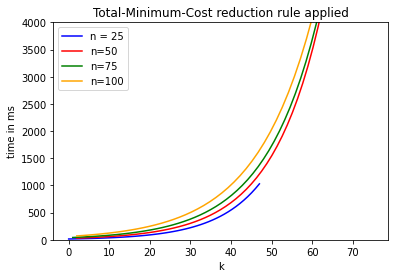 Total-Minimum-Cost reduction rule applied
n = 25
n=50
n=75
n=100
4000
3500
3000
2500
2000
1500
1000
500
0
time in ms
0 10 20 30 40 50 60 70
k